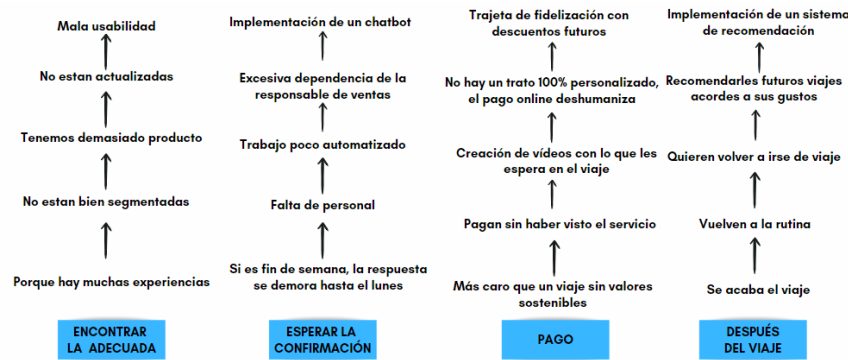 Mala usabilidad
No estan actualizadas
Tenemos demasiado producto
No estan bien segmentadas
Porque hay muchas experiencias
ENCONTRAR
LA ADECUADA
Implementación de un chatbot
Excesiva dependencia de la
responsable de ventas
Trabajo poco automatizado
Falta de personal
Si es fin de semana, la respuesta
se demora hasta el lunes
ESPERAR LA
CONFIRMACIÓN
Trajeta de fidelización con
descuentos futuros
No hay un trato 100% personalizado,
el pago online deshumaniza
Creación de vídeos con lo que les
espera en el viaje
Pagan sin haber visto el servicio
Más caro que un viaje sin valores
sostenibles
PAGO
Implementación de un sistema
de recomendación
Recomendarles futuros viajes
acordes a sus gustos
Quieren volver a irse de viaje
Vuelven a la rutina
Se acaba el viaje
DESPUÉS
DEL VIAJE